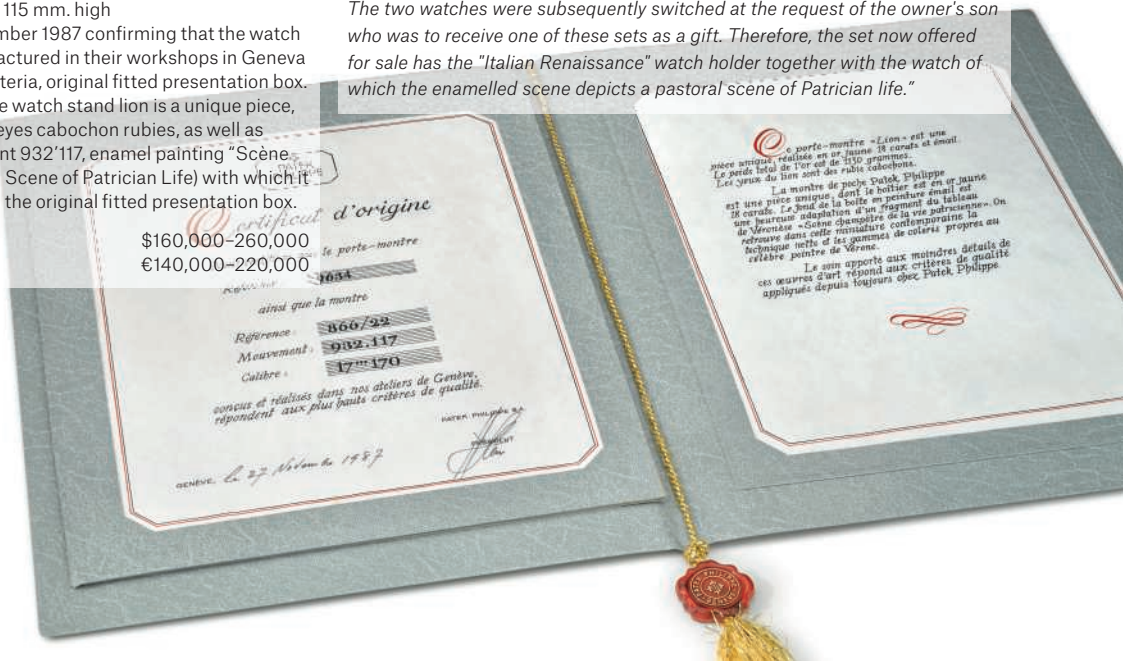 115 mm. high
mber 1987 confirming that the watch
actured in their workshops in Geneva
teria, original fitted presentation box.
e watch stand lion is a unique piece,
eyes cabochon rubies, as well as
nt 932’117, enamel painting “Scène
Scene of Patrician Life) with which it
the original fitted presentation box.
$160,000–260,000
€140,000–220,000
The two watches were subsequently switched at the request of the owner’s son
who was to receive one of these sets as a gift. Therefore, the set now offered
for sale has the "Italian Renaissance" watch holder together with the watch of
which the enamelled scene depicts a pastoral scene of Patrician life.”
Certificat d'origine
le porte-montre
1634
ainsi que la montre
Référence: 866/22
Mouvement: 932.117
Calibre: 17''' 170
conçus et réalisés dans nos ateliers de Genève,
répondent aux plus hauts critères de qualité.
PATEK PHILIPPE S.A.
GENÈVE, le 27 Novembre 1987
Ce porte-montre «Lion» est une
pièce unique, réalisée en or jaune 18 carats et émail.
Le poids total de l'or est de 2130 grammes.
Les yeux du lion sont des rubis cabochons.
La montre de poche Patek Philippe
est une pièce unique, dont le boîtier est en or jaune
18 carats. Le fond de la boîte en peinture émail est
une heureuse adaptation d'un fragment du tableau
de Véronèse «Scène champêtre de la vie patricienne». On
retrouve dans cette miniature contemporaine la
technique nette et les gammes de coloris propres au
célèbre peintre de Vérone.
Le soin apporté aux moindres détails de
ces œuvres d'art répond aux critères de qualité
appliqués depuis toujours chez Patek Philippe.